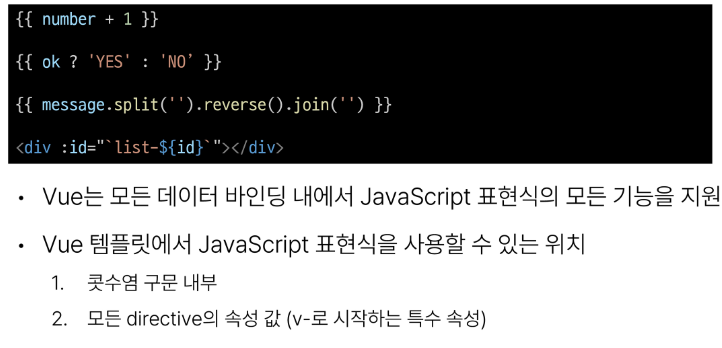 {{ number + 1 }}
{{ ok ? 'YES' : 'NO’ }}
{{ message.split('').reverse().join('') }}
<div :id="`list-${id}`"></div>
• Vue는 모든 데이터 바인딩 내에서 JavaScript 표현식의 모든 기능을 지원
• Vue 템플릿에서 JavaScript 표현식을 사용할 수 있는 위치
1. 콧수염 구문 내부
2. 모든 directive의 속성 값 (v-로 시작하는 특수 속성)